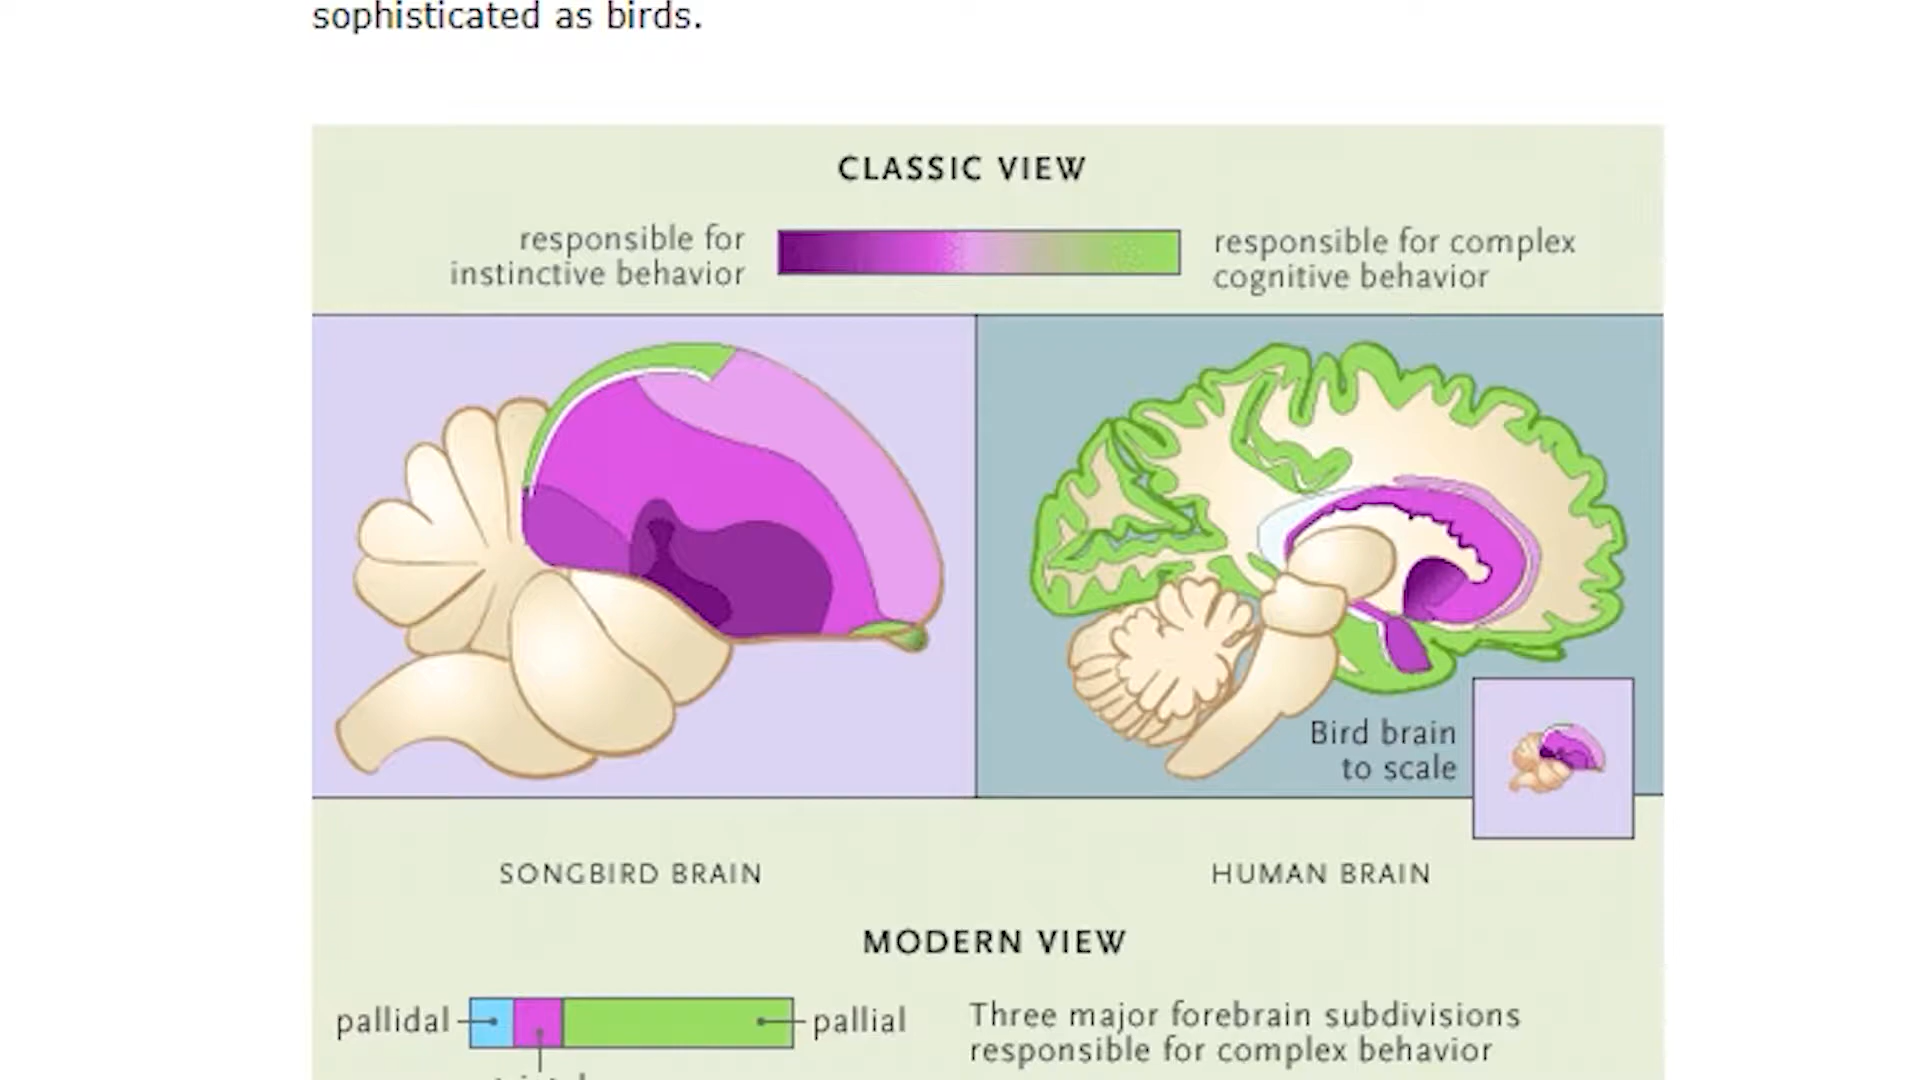 sophisticated as birds.
CLASSIC VIEW
responsible for
instinctive behavior
responsible for complex
cognitive behavior
Bird brain
to scale
SONGBIRD BRAIN
HUMAN BRAIN
MODERN VIEW
pallidal
pallial
Three major forebrain subdivisions
responsible for complex behavior